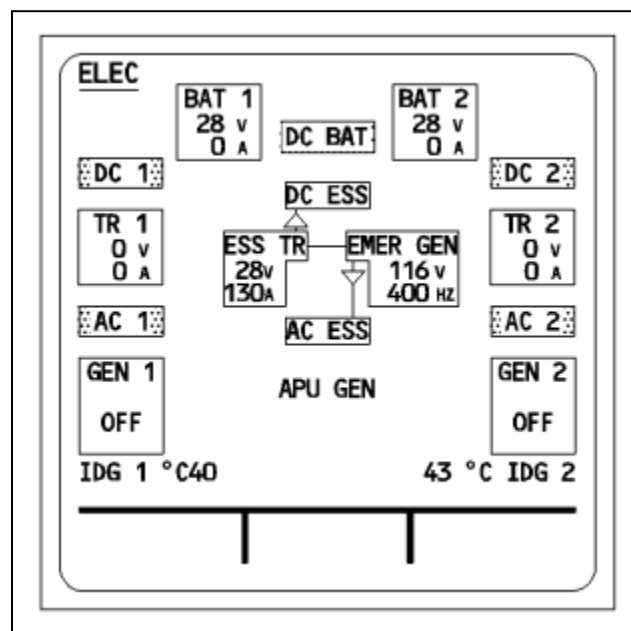 ELEC
BAT 1
28 V
0 A
DC BAT
BAT 2
28 V
0 A
DC 1
DC ESS
DC 2
TR 1
0 V
0 A
ESS TR
28V
130A
EMER GEN
116 V
400 HZ
TR 2
0 V
0 A
AC 1
AC ESS
AC 2
GEN 1
OFF
APU GEN
GEN 2
OFF
IDG 1 °C40
43 °C IDG 2